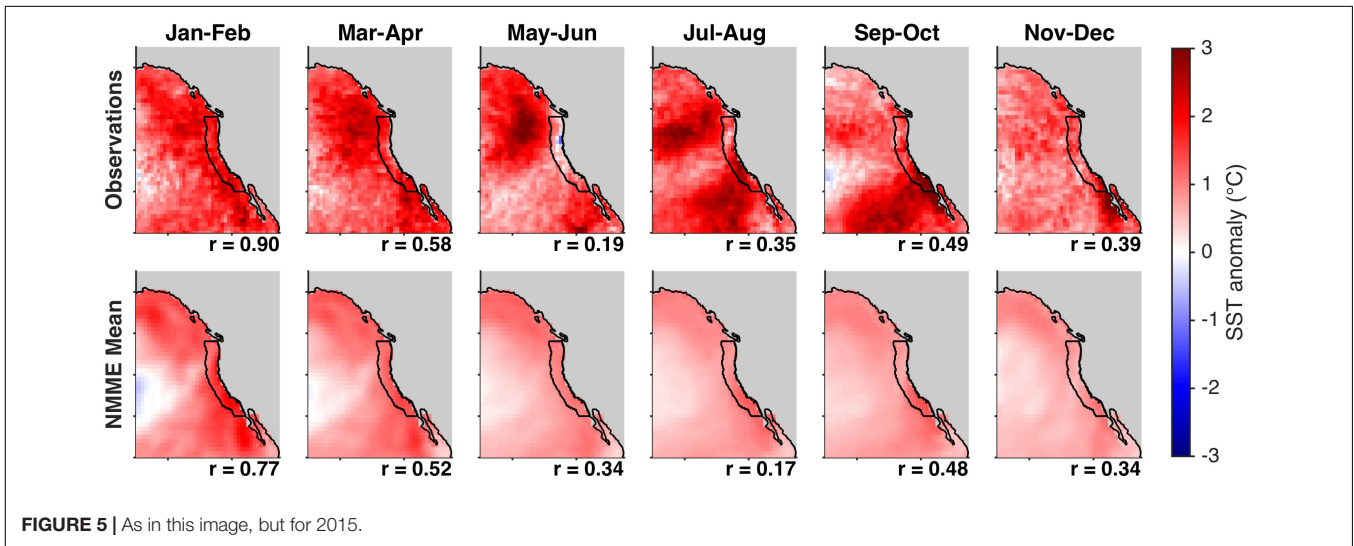 Jan-Feb Mar-Apr May-Jun Jul-Aug Sep-Oct Nov-Dec
Observations
r = 0.90 r = 0.58 r = 0.19 r = 0.35 r = 0.49 r = 0.39
NMME Mean
r = 0.77 r = 0.52 r = 0.34 r = 0.17 r = 0.48 r = 0.34
3
2
1
0
-1
-2
-3
SST anomaly (°C)
FIGURE 5 | As in this image, but for 2015.